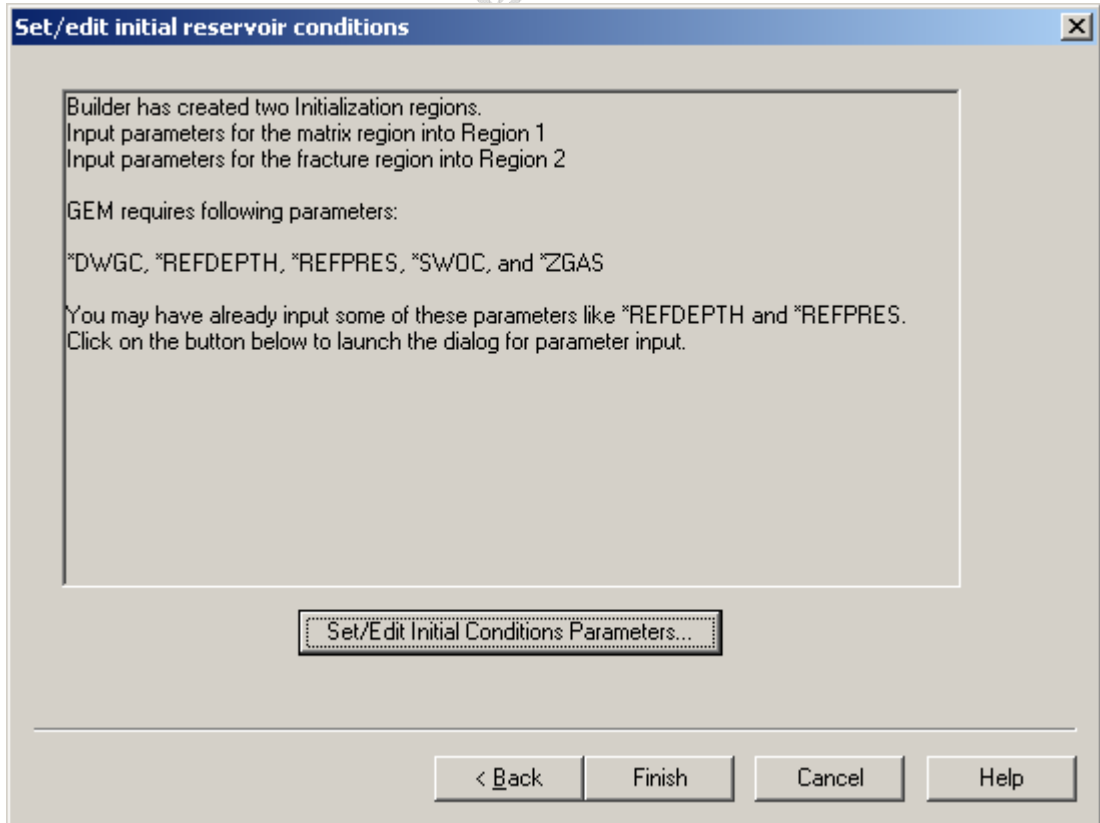 Set/edit initial reservoir conditions
Builder has created two Initialization regions.
Input parameters for the matrix region into Region 1
Input parameters for the fracture region into Region 2
GEM requires following parameters:
*DWGC, *REFDEPTH, *REFPRES, *SWOC, and *ZGAS
You may have already input some of these parameters like *REFDEPTH and *REFPRES.
Click on the button below to launch the dialog for parameter input.
Set/Edit Initial Conditions Parameters...
< Back Finish Cancel Help